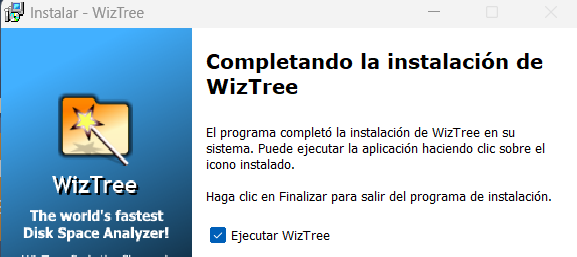 Instalar - WizTree
Completando la instalación de
WizTree
El programa completó la instalación de WizTree en su
sistema. Puede ejecutar la aplicación haciendo clic sobre el
icono instalado.
Haga clic en Finalizar para salir del programa de instalación.
Ejecutar WizTree
WizTree
The world's fastest
Disk Space Analyzer!